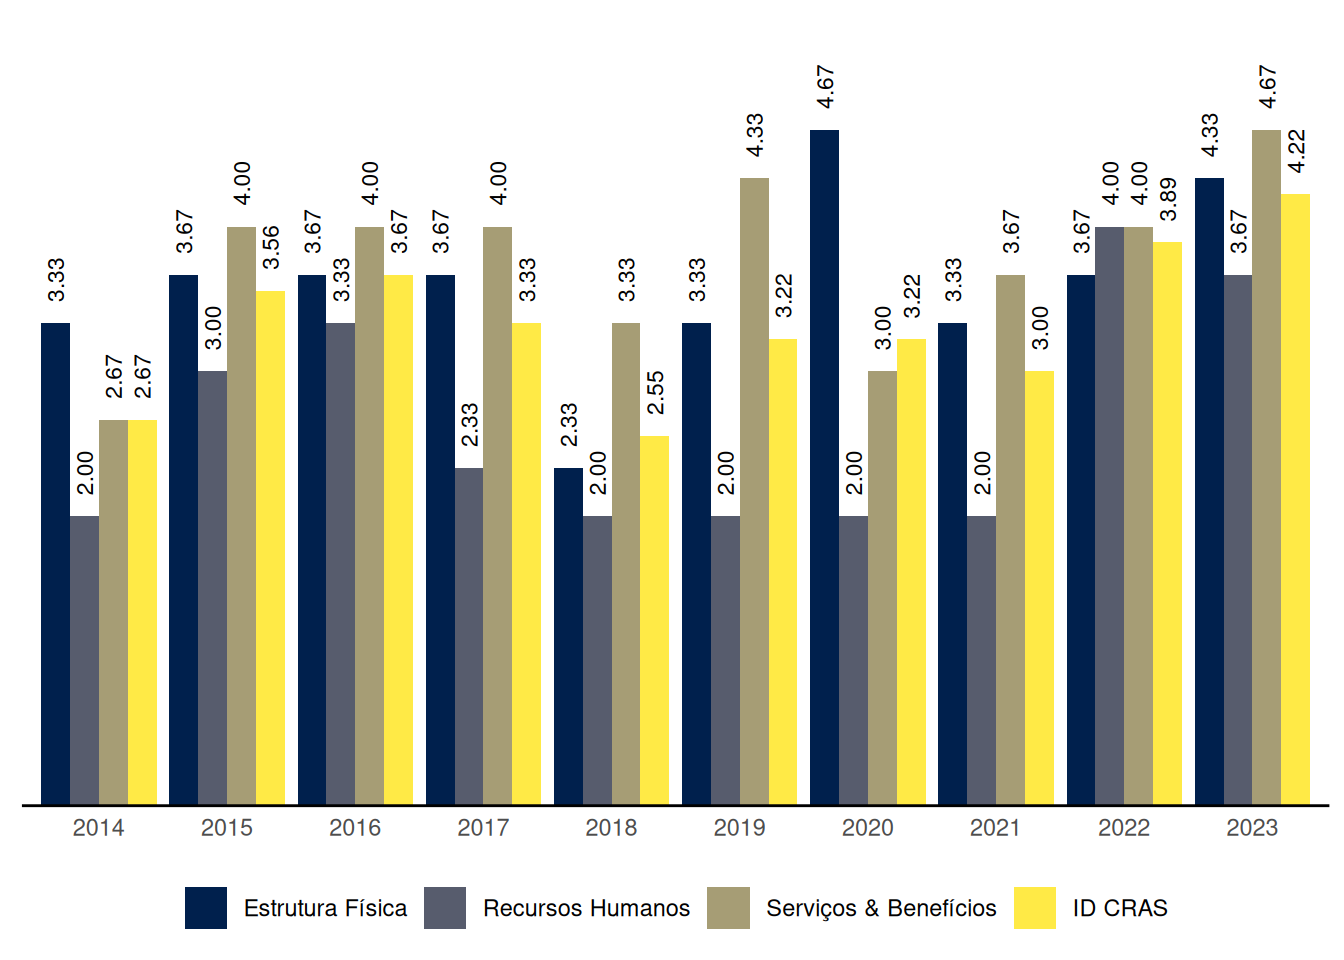 3.33 2.00 2.67 2.67
3.67 3.00 4.00 3.56
3.67 3.33 4.00 3.67
3.67 2.33 4.00 3.33
2.33 2.00 3.33 2.55
3.33 2.00 4.33 3.22
4.67 2.00 3.00 3.22
3.33 2.00 3.67 3.00
3.67 4.00 4.00 3.89
4.33 3.67 4.67 4.22
2014 2015 2016 2017 2018 2019 2020 2021 2022 2023
Estrutura Física Recursos Humanos Serviços & Benefícios ID CRAS